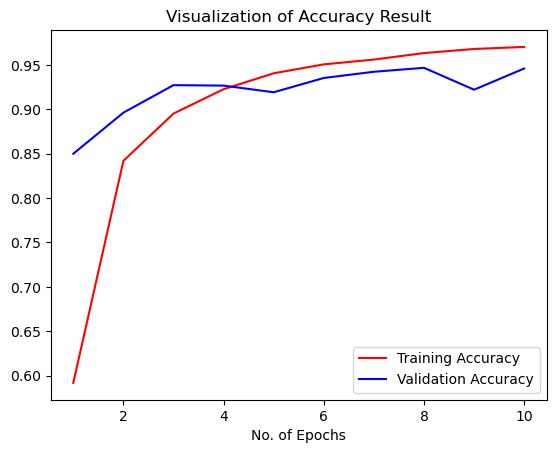 Visualization of Accuracy Result
0.95
0.90
0.85
0.80
0.75
0.70
0.65
0.60
Training Accuracy
Validation Accuracy
2 4 6 8 10
No. of Epochs